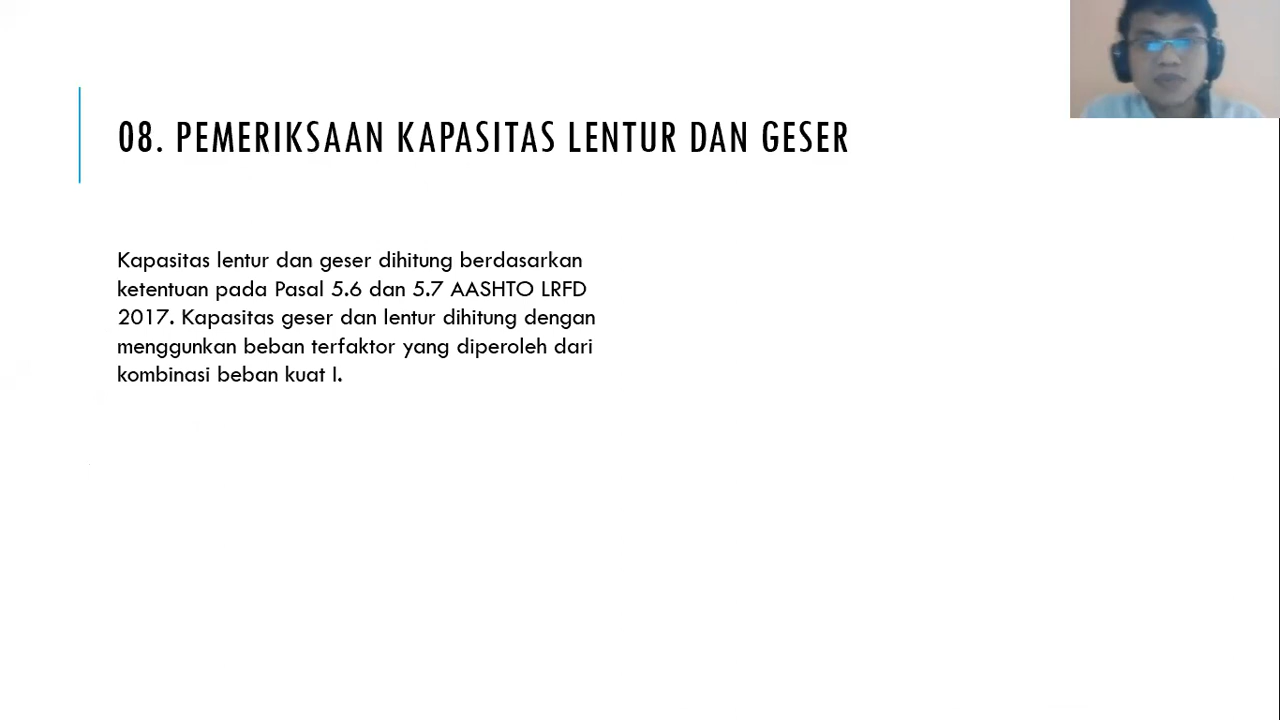 08. PEMERIKSAAN KAPASITAS LENTUR DAN GESER
Kapasitas lentur dan geser dihitung berdasarkan
ketentuan pada Pasal 5.6 dan 5.7 AASHTO LRFD
2017. Kapasitas geser dan lentur dihitung dengan
menggunkan beban terfaktor yang diperoleh dari
kombinasi beban kuat I.